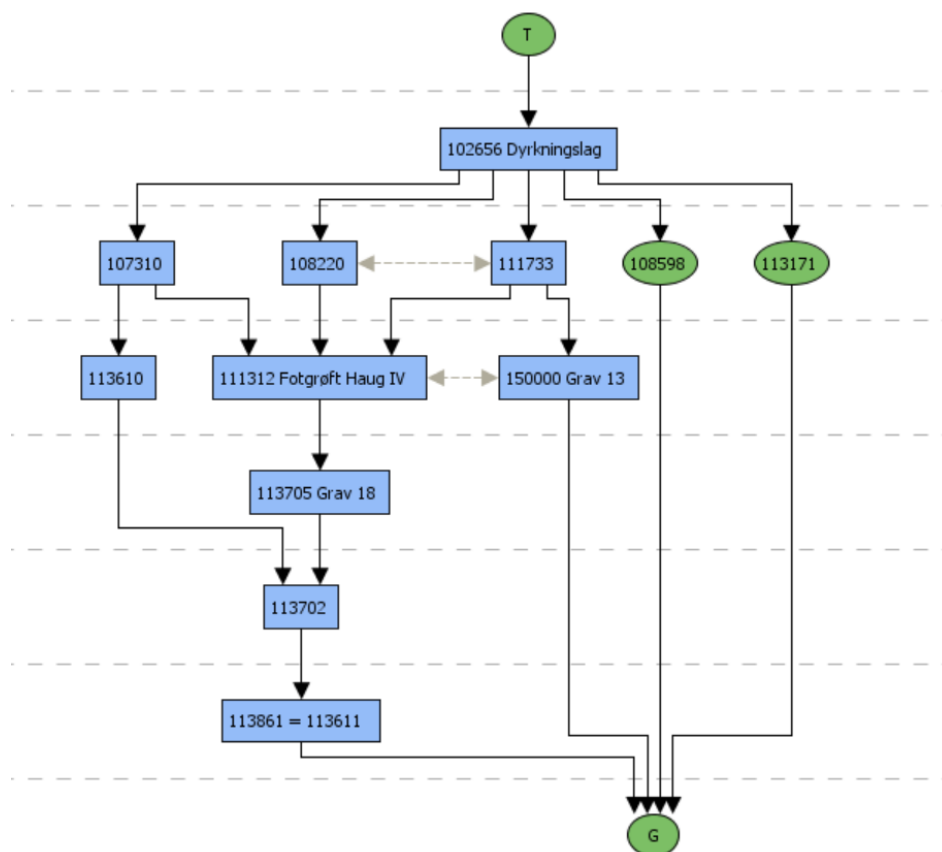 T
102656 Dyrkningslag
107310
108220
111733
108598
113171
113610
111312 Fotgrøft Haug IV
150000 Grav 13
113705 Grav 18
113702
113861 = 113611
G